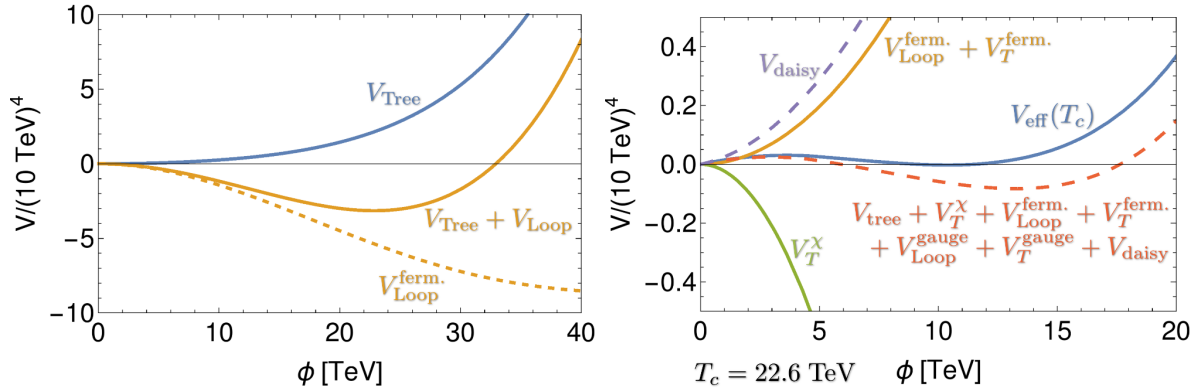 V/(10 TeV)^4
10
5
0
−5
−10
V_Tree
V_Tree + V_Loop
V_Loop^ferm.
0 10 20 30 40
ϕ [TeV]
V/(10 TeV)^4
0.4
0.2
0.0
−0.2
−0.4
V_daisy
V_Loop^ferm. + V_T^ferm.
V_eff(T_c)
V_T^χ
V_tree + V_T^χ + V_Loop^ferm. + V_T^ferm.
+ V_Loop^gauge + V_T^gauge + V_daisy
0 5 10 15 20
T_c = 22.6 TeV
ϕ [TeV]